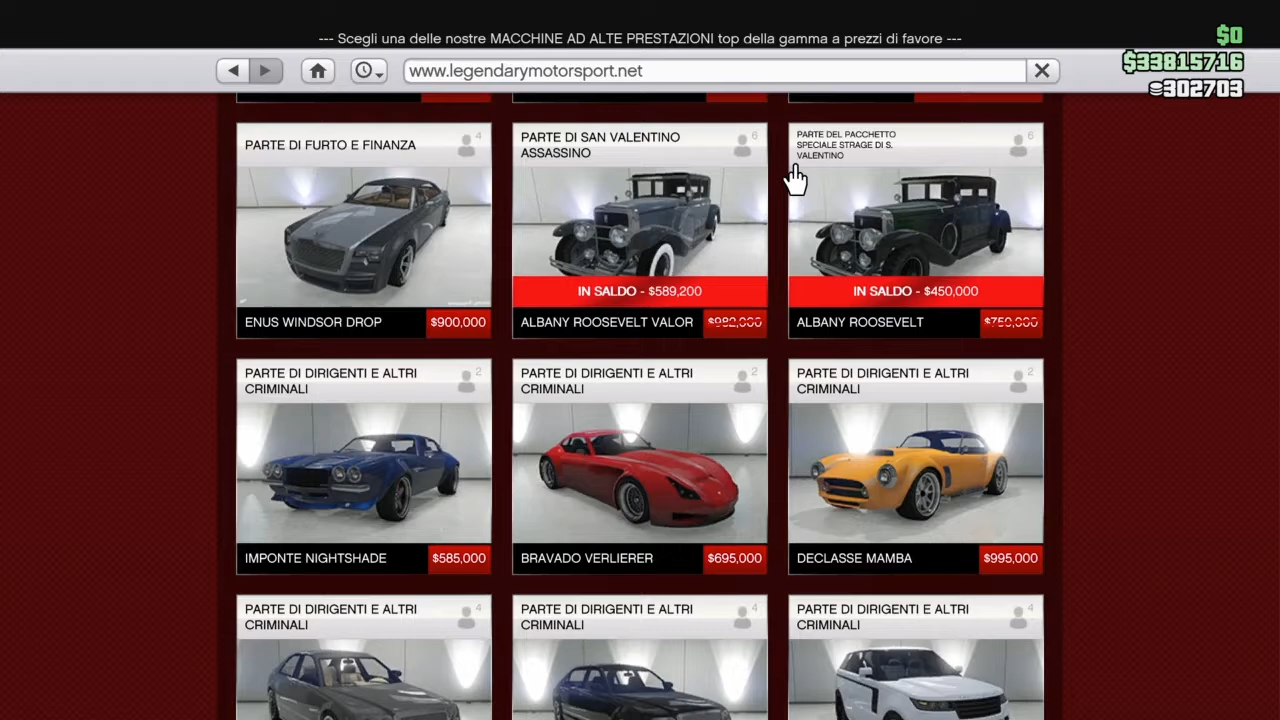 --- Scegli una delle nostre MACCHINE AD ALTE PRESTAZIONI top della gamma a prezzi di favore ---
$0
www.legendarymotorsport.net
$33815716
302703
PARTE DI FURTO E FINANZA
4
PARTE DI SAN VALENTINO
ASSASSINO
6
PARTE DEL PACCHETTO
SPECIALE STRAGE DI S.
VALENTINO
6
IN SALDO - $589,200
IN SALDO - $450,000
ENUS WINDSOR DROP
$900,000
ALBANY ROOSEVELT VALOR
$982,000
ALBANY ROOSEVELT
$750,000
PARTE DI DIRIGENTI E ALTRI
CRIMINALI
2
PARTE DI DIRIGENTI E ALTRI
CRIMINALI
2
PARTE DI DIRIGENTI E ALTRI
CRIMINALI
2
IMPONTE NIGHTSHADE
$585,000
BRAVADO VERLIERER
$695,000
DECLASSE MAMBA
$995,000
PARTE DI DIRIGENTI E ALTRI
CRIMINALI
4
PARTE DI DIRIGENTI E ALTRI
CRIMINALI
4
PARTE DI DIRIGENTI E ALTRI
CRIMINALI
4